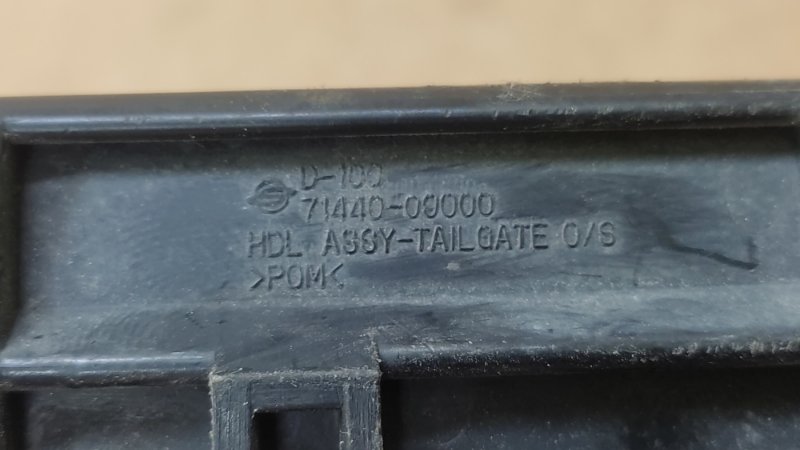 D-100
71440-09000
HDL ASSY-TAILGATE O/S
>POM<